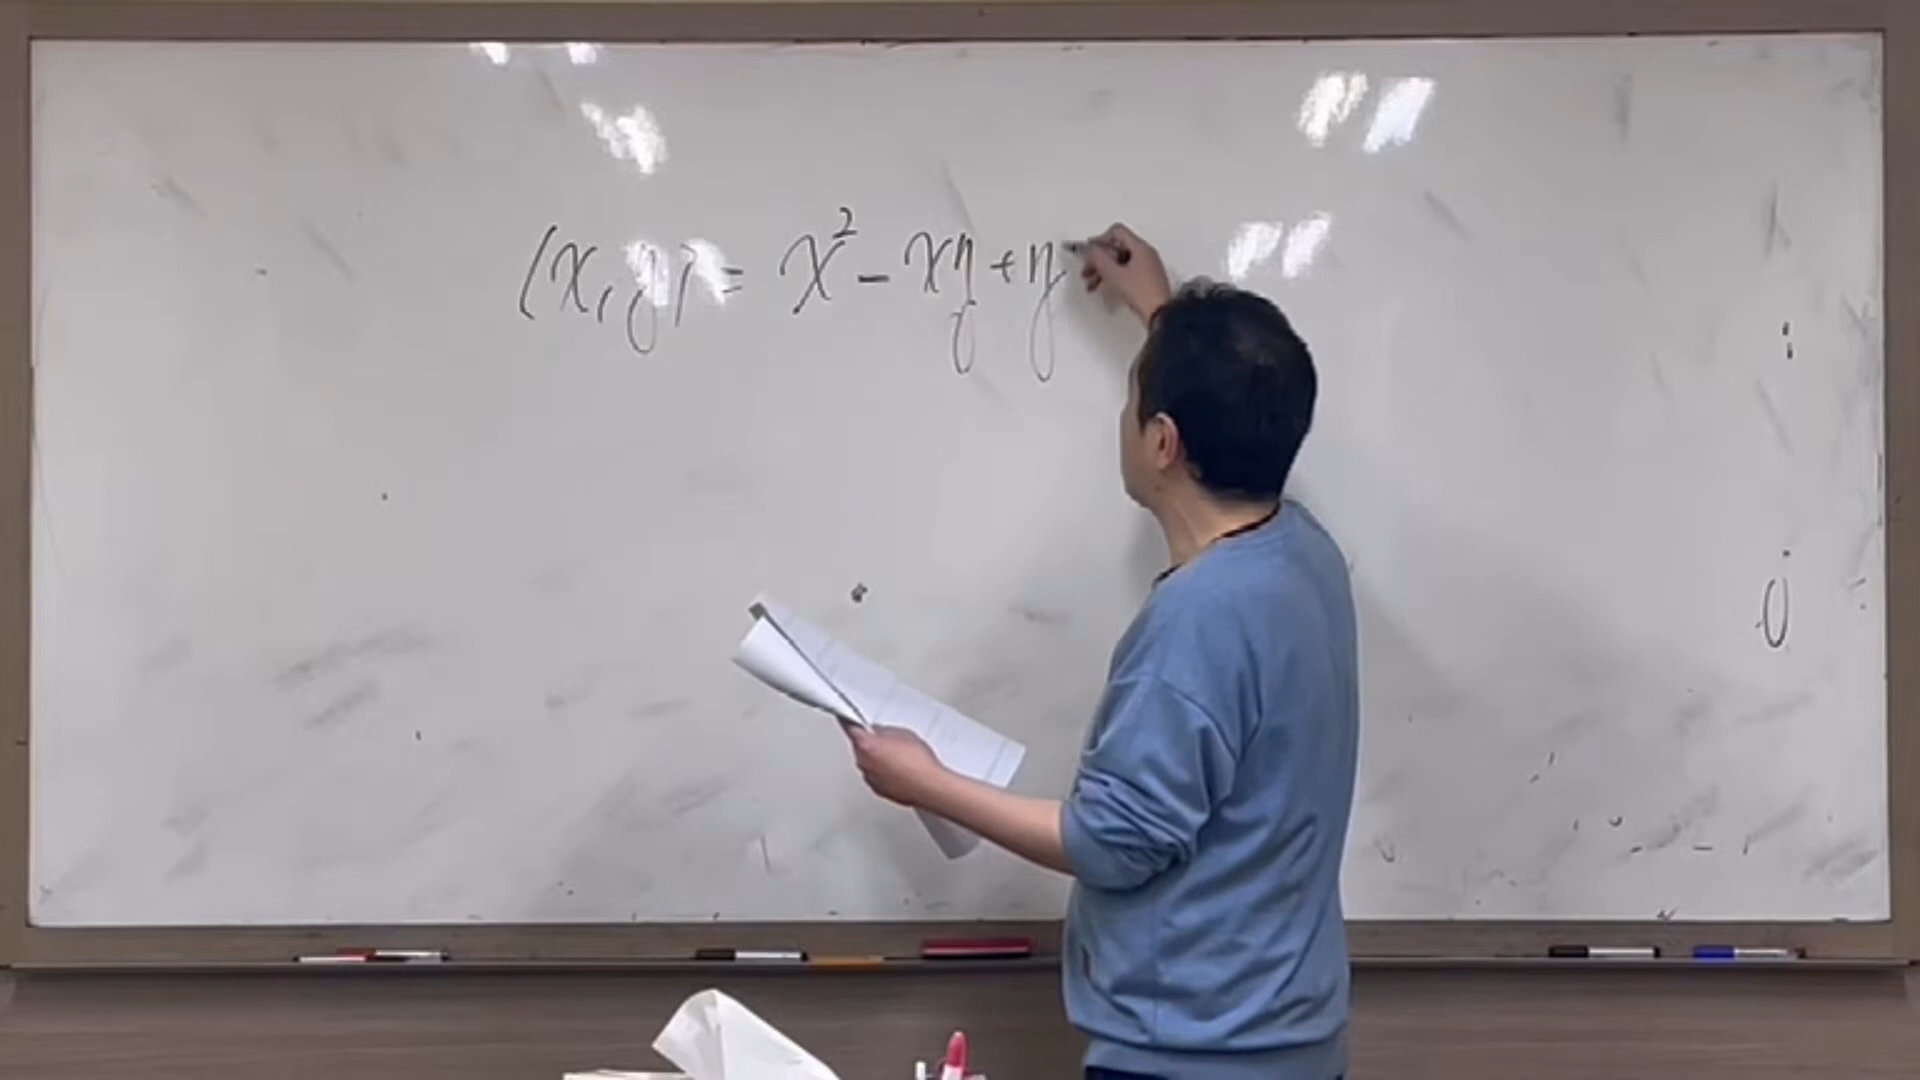 (x, y) = x² - xy + y
i
j